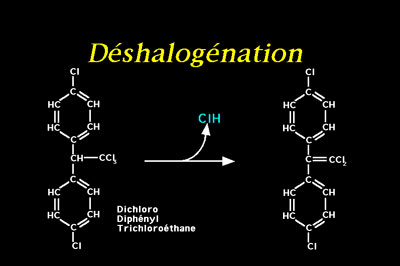 Déshalogénation
Cl
C
HC CH
HC CH
C
CH—CCl3
C
HC CH
HC CH
C
Cl
ClH
Dichloro
Diphényl
Trichloroéthane
Cl
C
HC CH
HC CH
C
C=CCl2
C
HC CH
HC CH
C
Cl